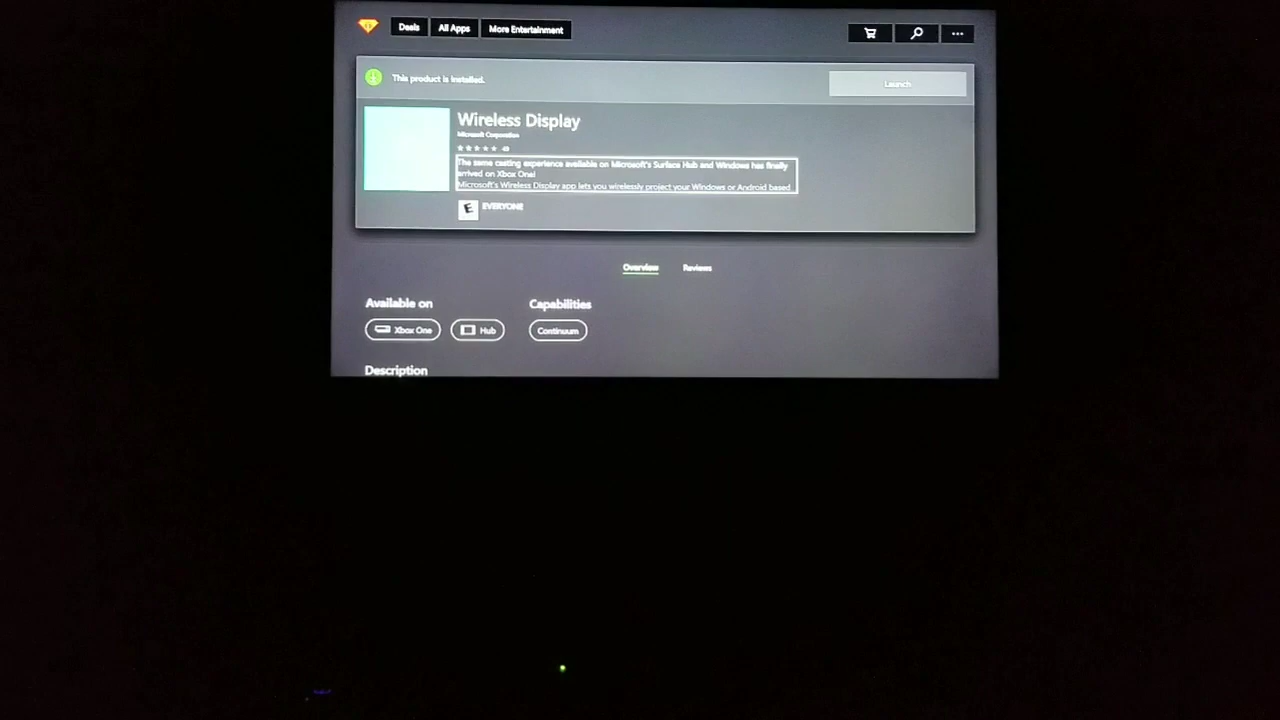 Deals All Apps More Entertainment
This product is installed.
Launch
Wireless Display
Microsoft Corporation
49
The same casting experience available on Microsoft's Surface Hub and Windows has finally
arrived on Xbox One!
Microsoft's Wireless Display app lets you wirelessly project your Windows or Android based
E EVERYONE
Overview Reviews
Available on Capabilities
Xbox One Hub Continuum
Description